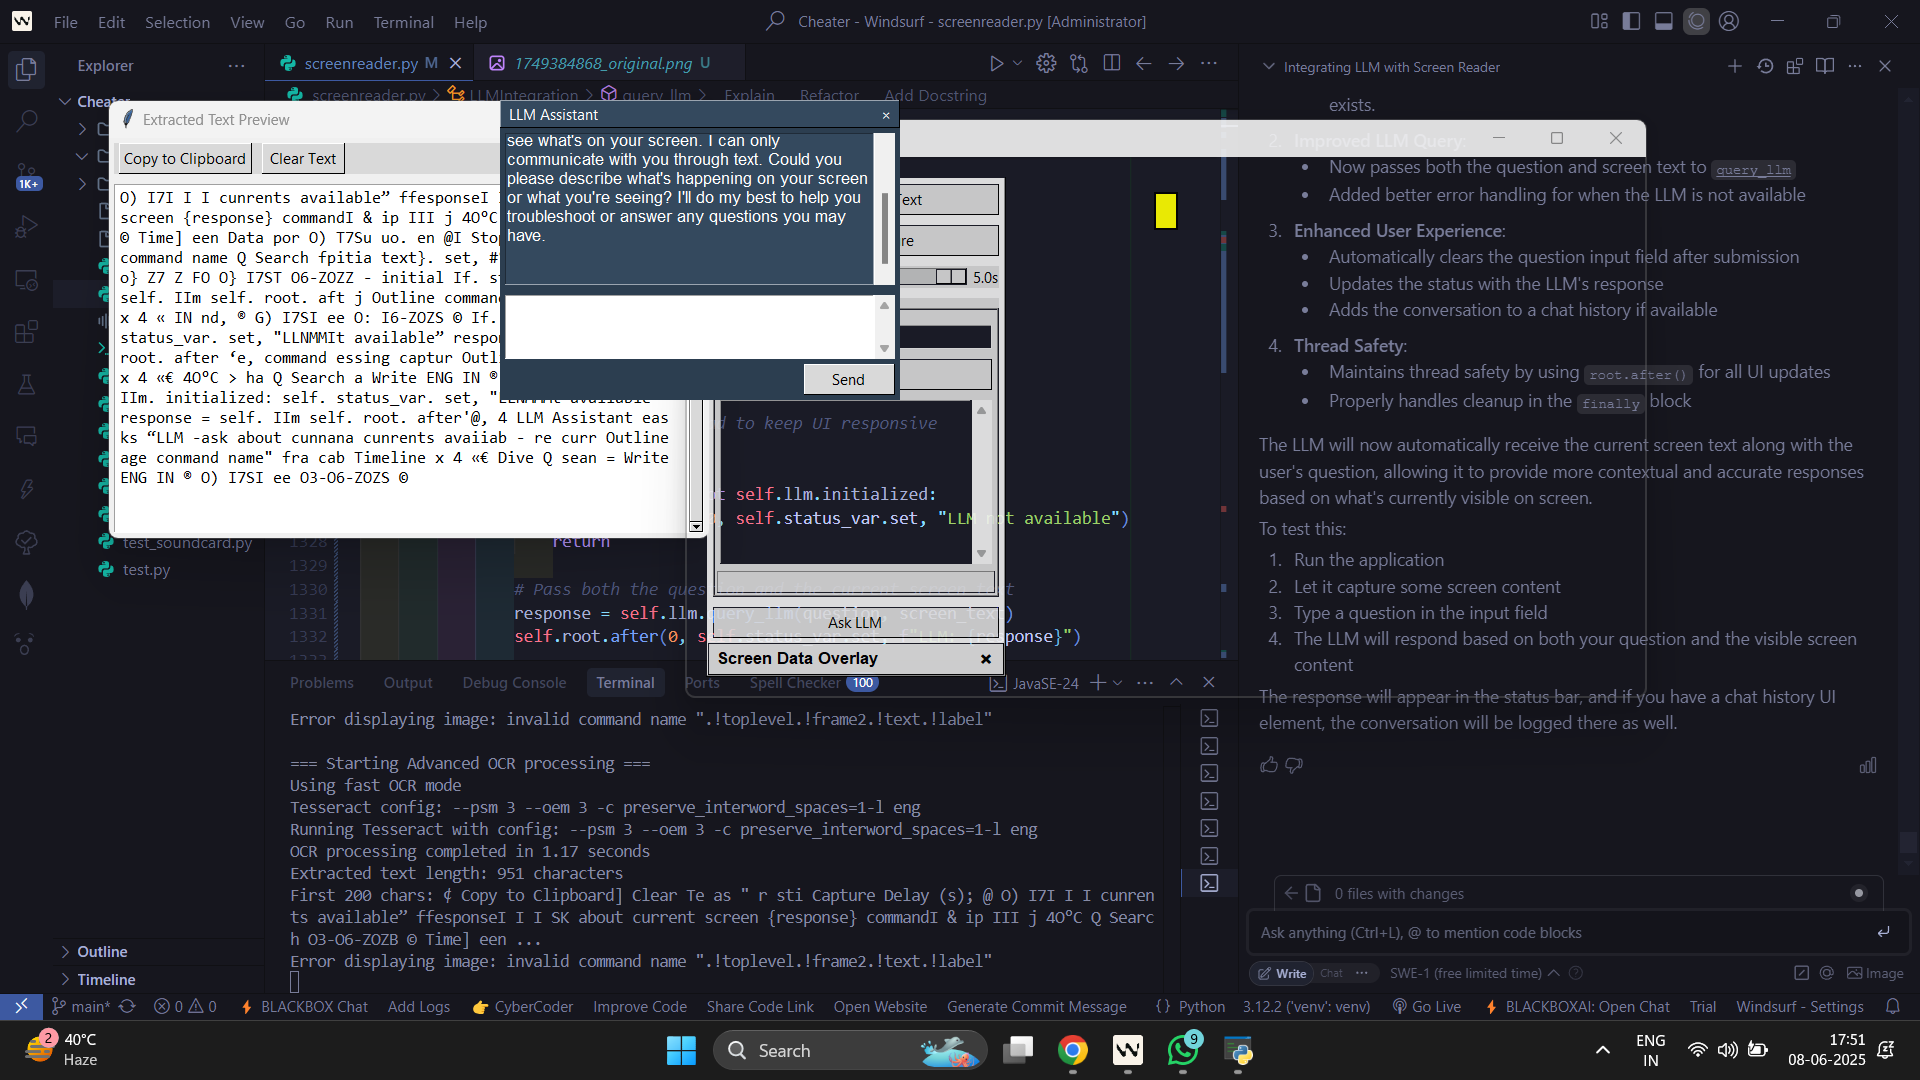 File Edit Selection View Go Run Terminal Help
Cheater - Windsurf - screenreader.py [Administrator]
Explorer
screenreader.py M
1749384868_original.png U
Integrating LLM with Screen Reader
Cheater
screenreader.py > LLMIntegration > query_llm > Explain Refactor Add Docstring
Extracted Text Preview
Copy to Clipboard
Clear Text
O) I7I I I cunrents available” ffesponseI
screen {response} commandI & ip III j 4O°C
© Time] een Data por O) T7Su uo. en @I Sto
command name Q Search fpitia text}. set, #
o} Z7 Z FO O} I7ST O6-ZOZZ - initial If. s
self. IIm self. root. aft j Outline comman
x 4 « IN nd, ® G) I7SI ee O: I6-ZOZS © If.
status_var. set, "LLNMMIt available” respo
root. after ‘e, command essing captur Outl
x 4 «€ 4O°C > ha Q Search a Write ENG IN ®
IIm. initialized: self. status_var. set, "
response = self. IIm self. root. after'@, 4 LLM Assistant eas
ks “LLM -ask about cunnana cunrents avaiiab - re curr Outline
age conmand name" fra cab Timeline x 4 «€ Dive Q sean = Write
ENG IN ® O) I7SI ee O3-O6-ZOZS ©
LLM Assistant
see what's on your screen. I can only
communicate with you through text. Could you
please describe what's happening on your screen
or what you're seeing? I'll do my best to help you
troubleshoot or answer any questions you may
have.
Send
5.0s
d to keep UI responsive
self.llm.initialized:
self.status_var.set, "LLM not available")
1328 return
1329
1330 # Pass both the question and the current screen text
1331 response = self.llm.query_llm(question, screen_text)
1332 self.root.after(0, self.status_var.set, f"LLM: {response}")
Ask LLM
Screen Data Overlay
test_soundcard.py
test.py
Problems Output Debug Console Terminal Ports Spell Checker 100
JavaSE-24
Error displaying image: invalid command name ".!toplevel.!frame2.!text.!label"
=== Starting Advanced OCR processing ===
Using fast OCR mode
Tesseract config: --psm 3 --oem 3 -c preserve_interword_spaces=1-l eng
Running Tesseract with config: --psm 3 --oem 3 -c preserve_interword_spaces=1-l eng
OCR processing completed in 1.17 seconds
Extracted text length: 951 characters
First 200 chars: ¢ Copy to Clipboard] Clear Te as " r sti Capture Delay (s); @ O) I7I I I cunren
ts available” ffesponseI I I SK about current screen {response} commandI & ip III j 4O°C Q Searc
h O3-O6-ZOZB © Time] een ...
Error displaying image: invalid command name ".!toplevel.!frame2.!text.!label"
exists.
2. Improved LLM Query:
• Now passes both the question and screen text to query_llm
• Added better error handling for when the LLM is not available
3. Enhanced User Experience:
• Automatically clears the question input field after submission
• Updates the status with the LLM's response
• Adds the conversation to a chat history if available
4. Thread Safety:
• Maintains thread safety by using root.after() for all UI updates
• Properly handles cleanup in the finally block
The LLM will now automatically receive the current screen text along with the
user's question, allowing it to provide more contextual and accurate responses
based on what's currently visible on screen.
To test this:
1. Run the application
2. Let it capture some screen content
3. Type a question in the input field
4. The LLM will respond based on both your question and the visible screen
content
The response will appear in the status bar, and if you have a chat history UI
element, the conversation will be logged there as well.
0 files with changes
Ask anything (Ctrl+L), @ to mention code blocks
Write Chat ··· SWE-1 (free limited time)
Image
Outline
Timeline
1K+
main* 0 0 BLACKBOX Chat Add Logs CyberCoder Improve Code Share Code Link Open Website Generate Commit Message {} Python 3.12.2 ('venv': venv) Go Live BLACKBOXAI: Open Chat Trial Windsurf - Settings
2
40°C
Haze
Search
9
ENG
IN
17:51
08-06-2025